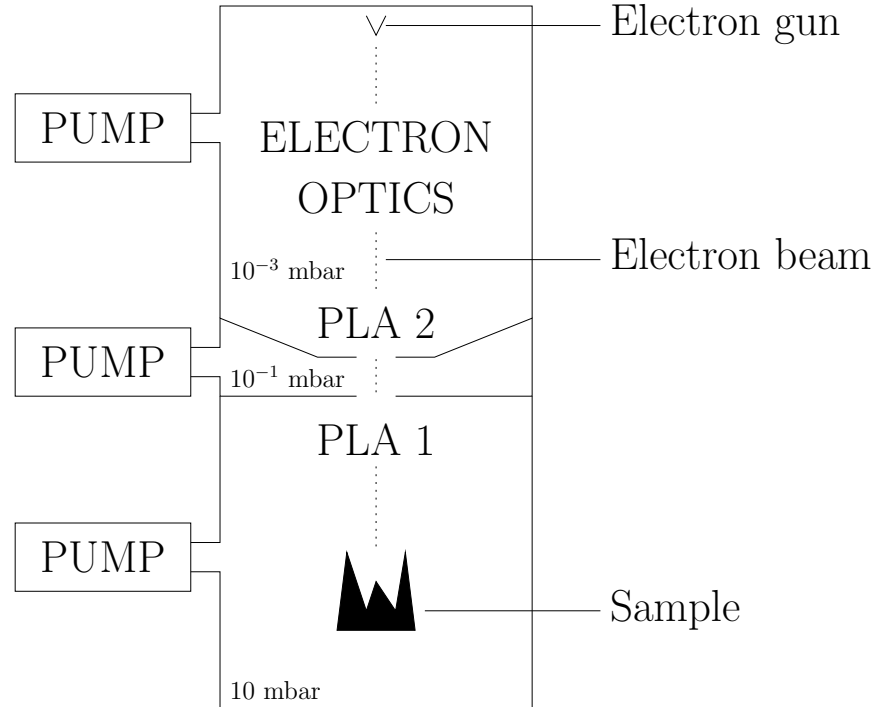 Electron gun
PUMP
ELECTRON
OPTICS
Electron beam
10⁻³ mbar
PLA 2
PUMP
10⁻¹ mbar
PLA 1
PUMP
Sample
10 mbar